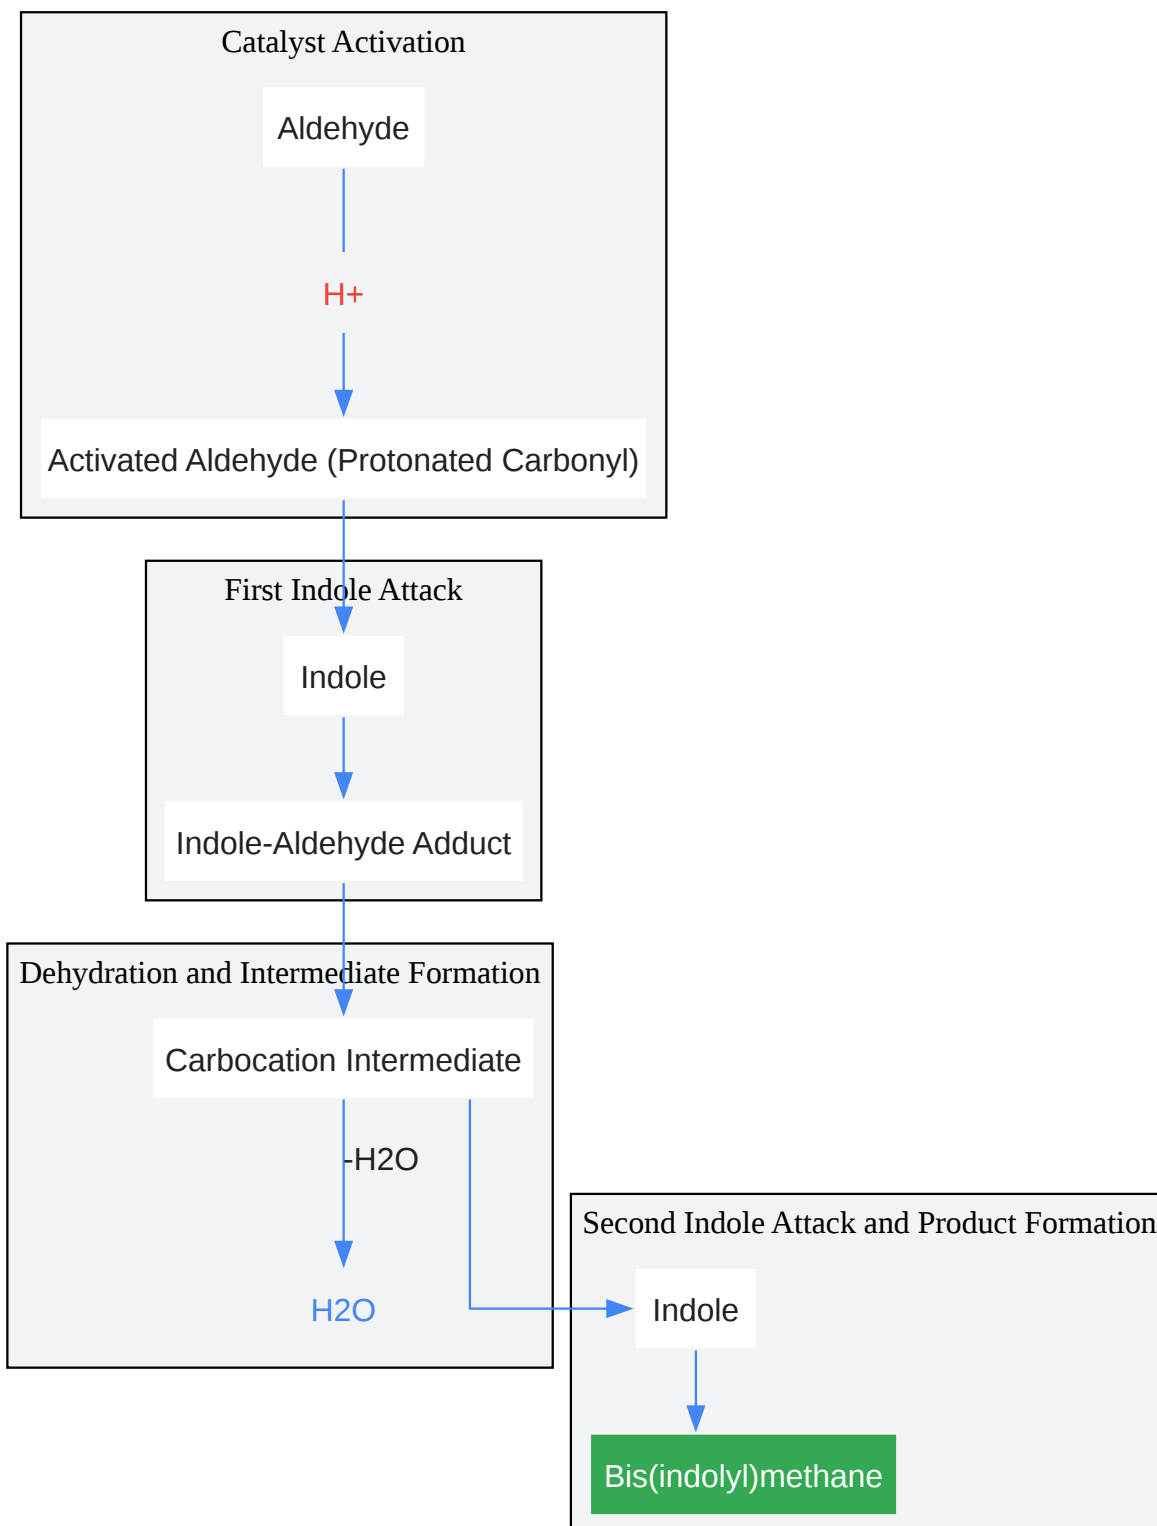 Catalyst Activation
Aldehyde
H+
Activated Aldehyde (Protonated Carbonyl)
First Indole Attack
Indole
Indole-Aldehyde Adduct
Dehydration and Intermediate Formation
Carbocation Intermediate
-H2O
H2O
Second Indole Attack and Product Formation
Indole
Bis(indolyl)methane